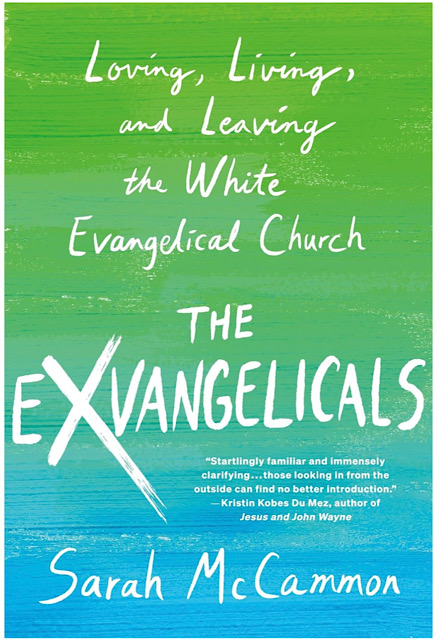 Loving, Living,
and Leaving
the White
Evangelical Church
THE
EXVANGELICALS
“Startlingly familiar and immensely
clarifying...those looking in from the
outside can find no better introduction.”
—Kristin Kobes Du Mez, author of
Jesus and John Wayne
Sarah McCammon